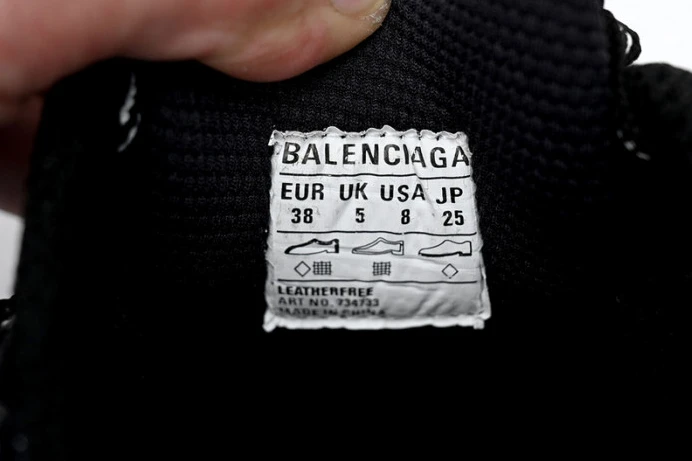 BALENCIAGA
EUR UK USA JP
38 5 8 25
LEATHERFREE
ART NO. 734733
MADE IN CHINA